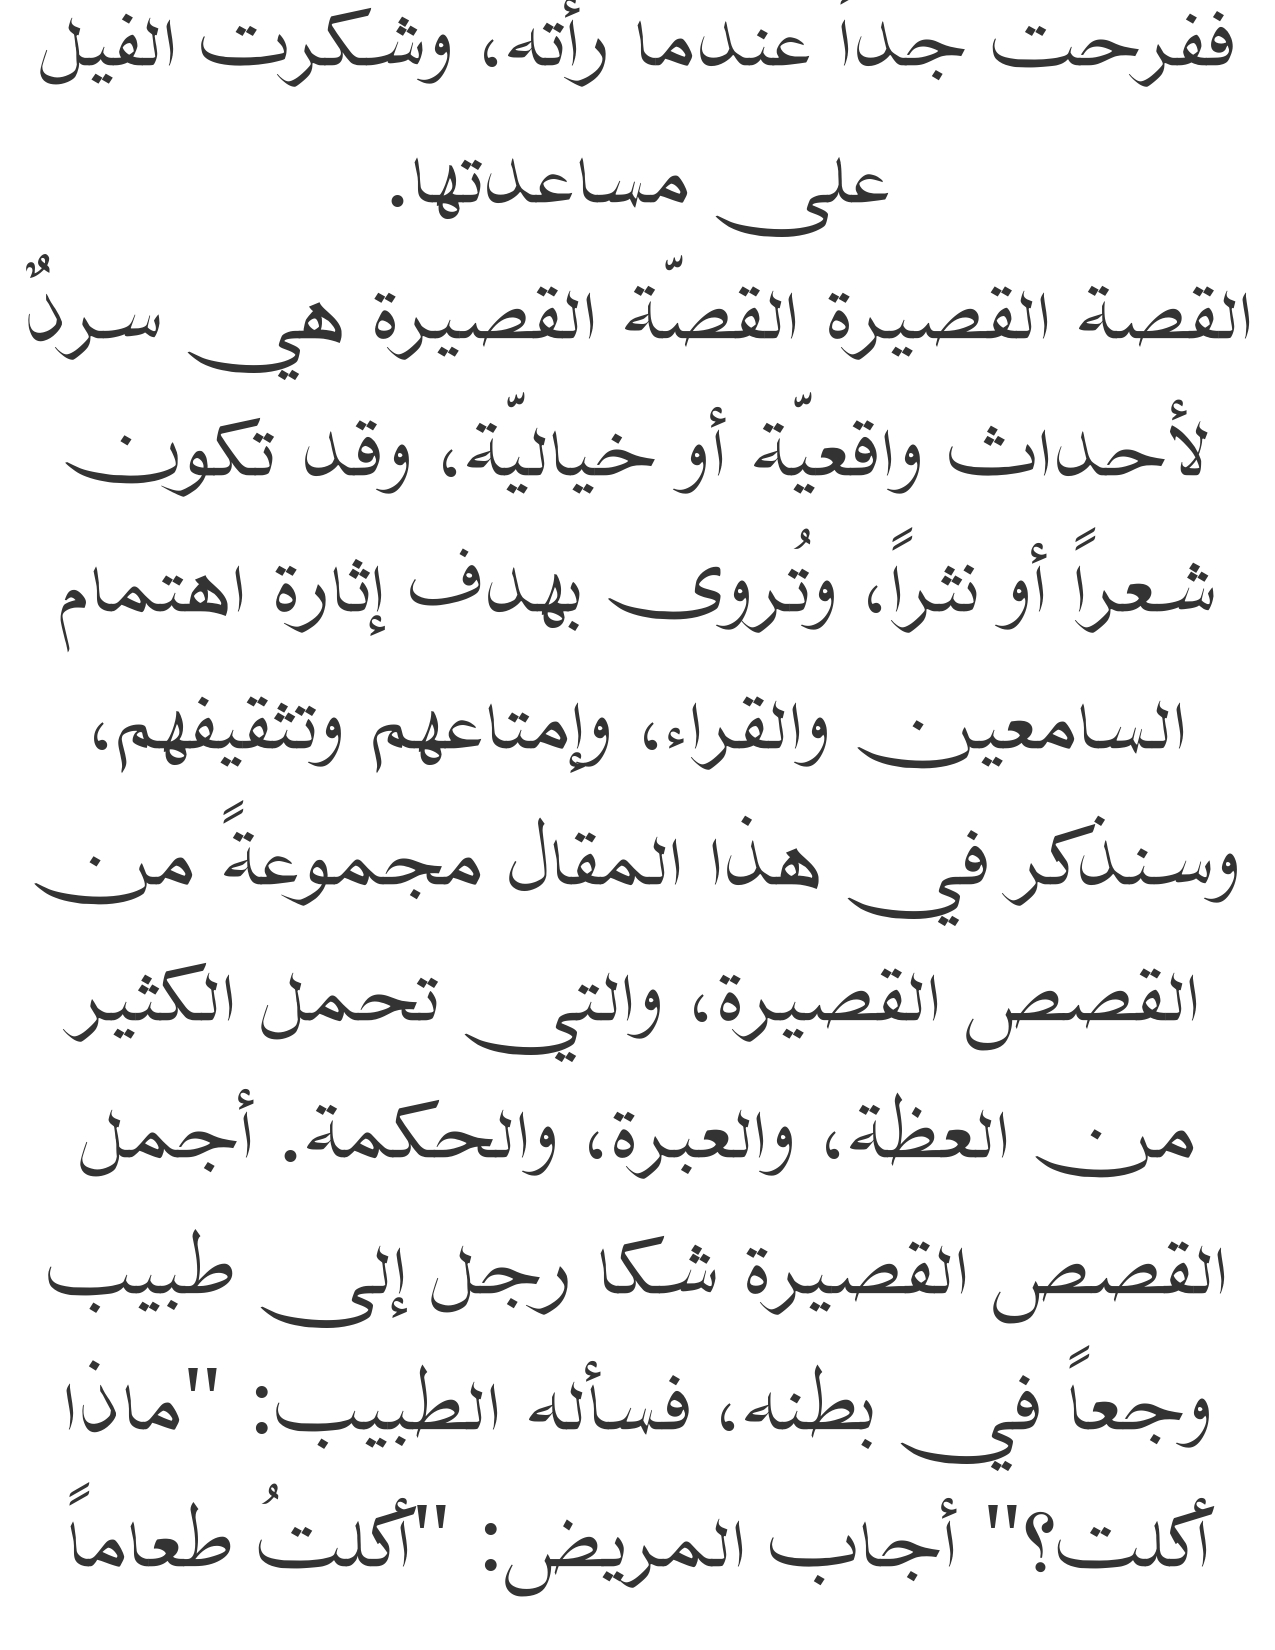 ففرحت جداً عندما رأته، وشكرت الفيل
على مساعدتها.
القصة القصيرة القصّة القصيرة هي سردٌ
لأحداث واقعيّة أو خياليّة، وقد تكون
شعراً أو نثراً، وتُروى بهدف إثارة اهتمام
السامعين والقراء، وإمتاعهم وتثقيفهم،
وسنذكر في هذا المقال مجموعةً من
القصص القصيرة، والتي تحمل الكثير
من العظة، والعبرة، والحكمة. أجمل
القصص القصيرة شكا رجل إلى طبيب
وجعاً في بطنه، فسأله الطبيب: "ماذا
أكلت؟" أجاب المريض: "أكلتُ طعاماً